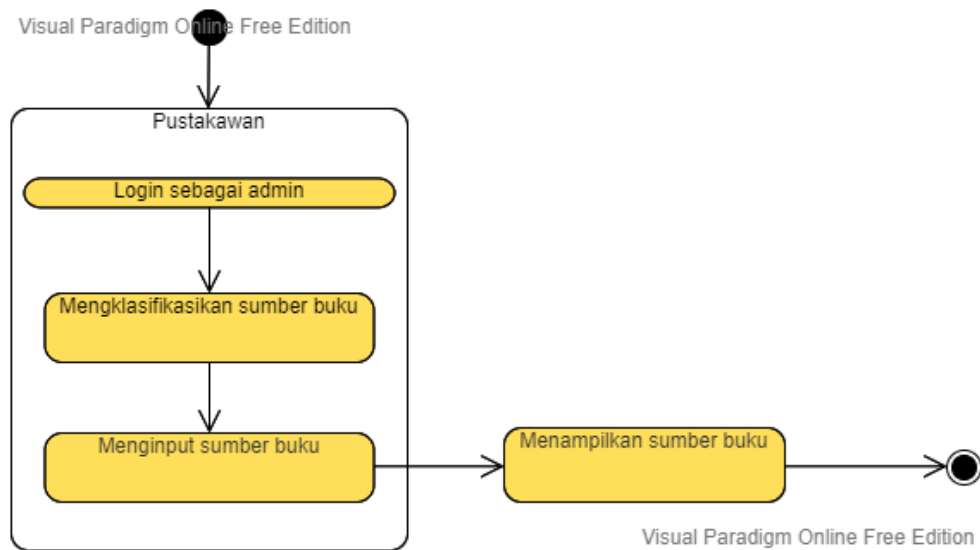 Visual Paradigm Online Free Edition
Pustakawan
Login sebagai admin
Mengklasifikasikan sumber buku
Menginput sumber buku
Menampilkan sumber buku
Visual Paradigm Online Free Edition